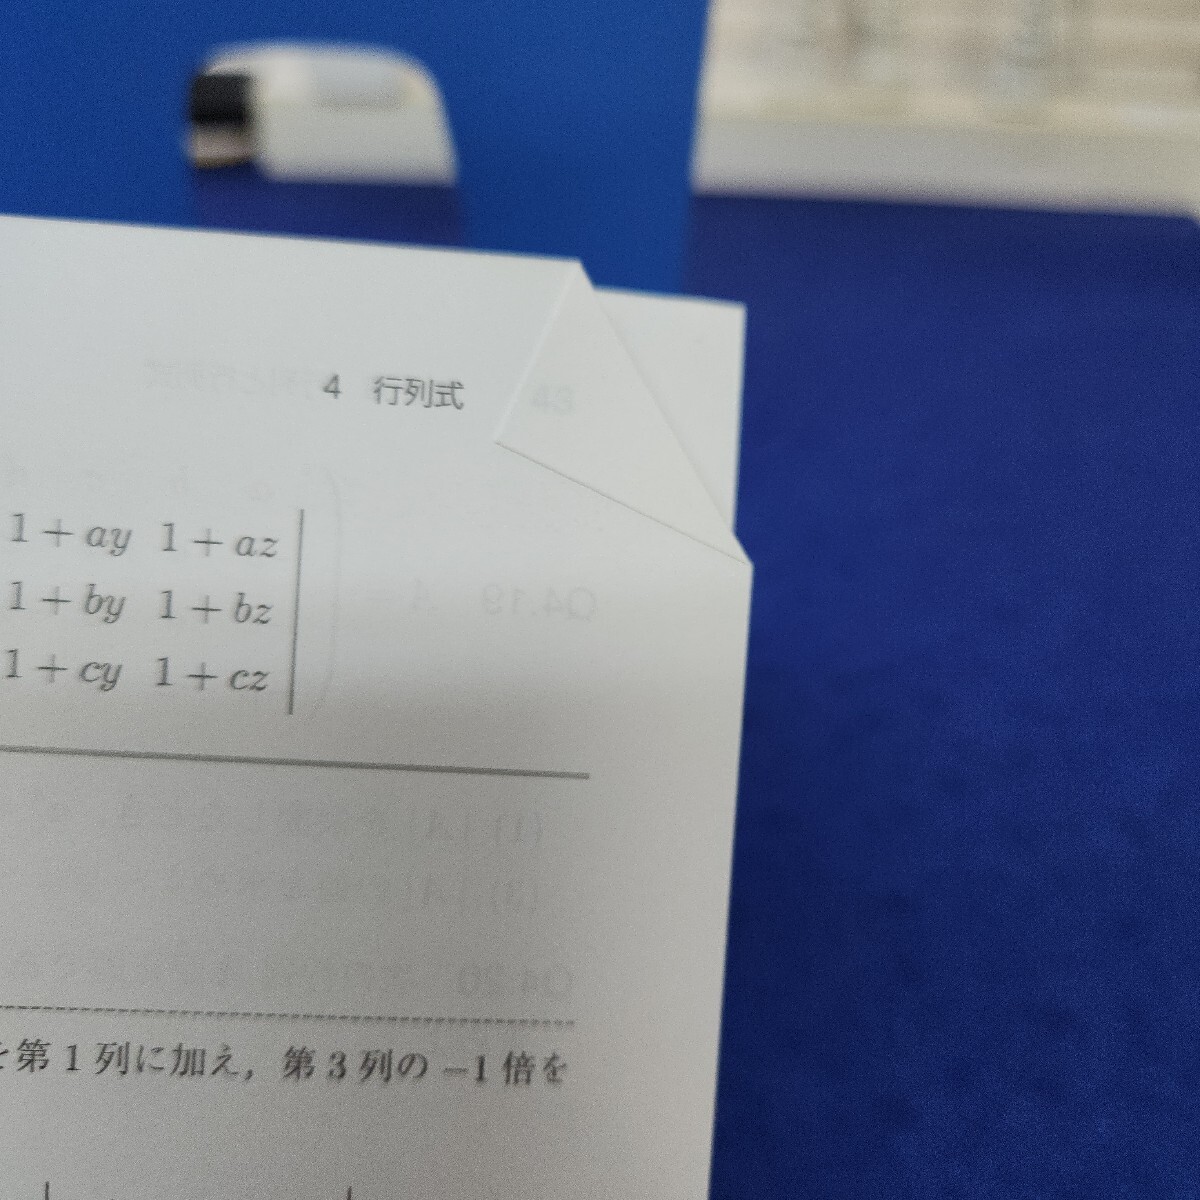 4 行列式
1 + ay 1 + az
1 + by 1 + bz
1 + cy 1 + cz
を第 1 列に加え, 第 3 列の −1 倍を